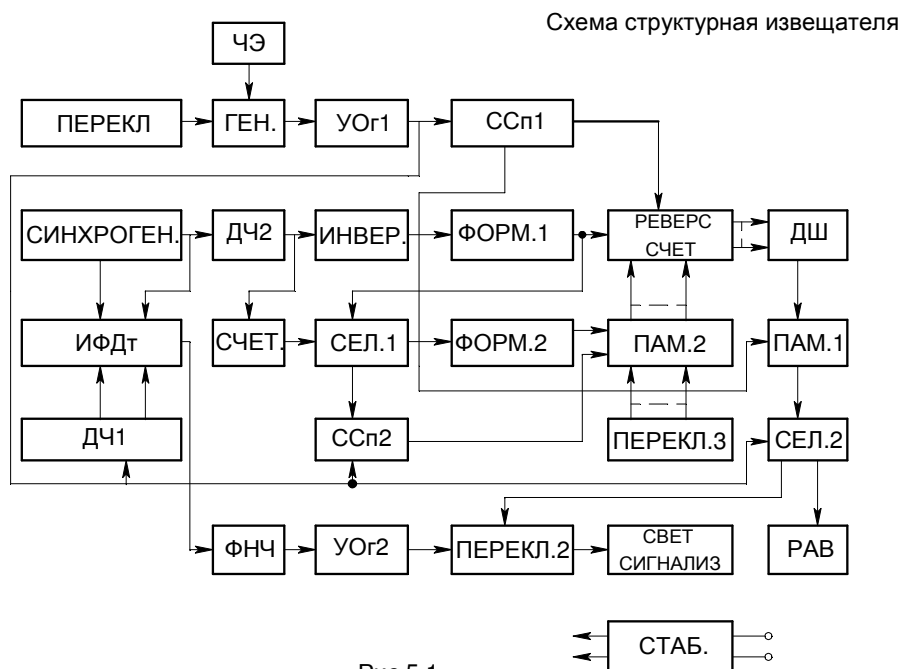 Схема структурная извещателя
ЧЭ
ПЕРЕКЛ
ГЕН.
УОг1
ССп1
СИНХРОГЕН.
ДЧ2
ИНВЕР.
ФОРМ.1
РЕВЕРС
СЧЕТ
ДШ
ИФДт
СЧЕТ.
СЕЛ.1
ФОРМ.2
ПАМ.2
ПАМ.1
ДЧ1
ССп2
ПЕРЕКЛ.3
СЕЛ.2
ФНЧ
УОг2
ПЕРЕКЛ.2
СВЕТ
СИГНАЛИЗ
РАВ
СТАБ.
Рис.5.1